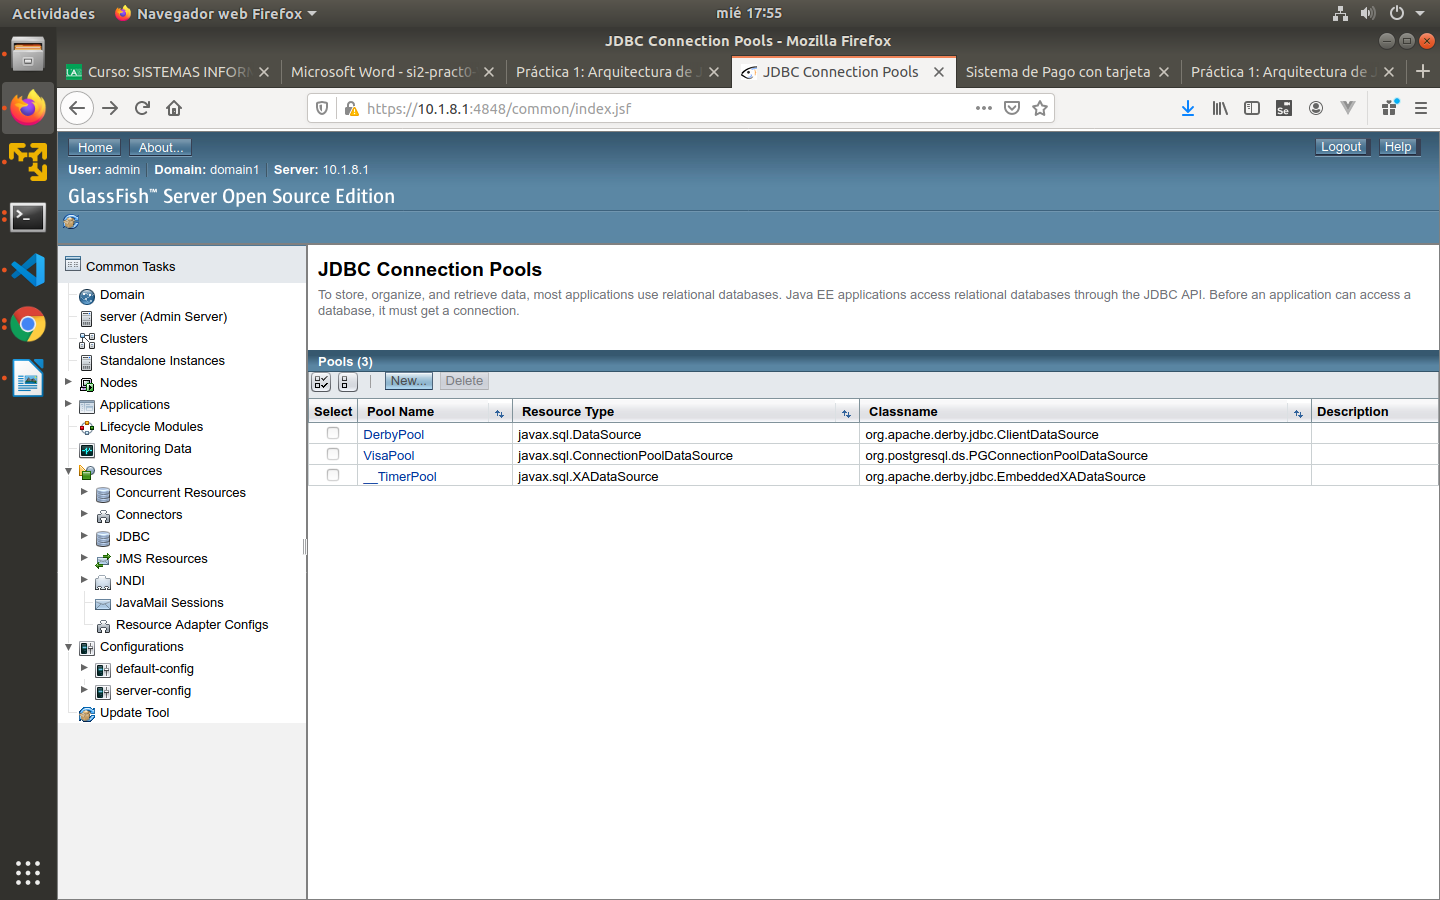 Actividades
Navegador web Firefox
mié 17:55
JDBC Connection Pools - Mozilla Firefox
Curso: SISTEMAS INFORM
Microsoft Word - si2-pract0-
Práctica 1: Arquitectura de J
JDBC Connection Pools
Sistema de Pago con tarjeta
Práctica 1: Arquitectura de J
https://10.1.8.1:4848/common/index.jsf
Home
About...
Logout
Help
User: admin
Domain: domain1
Server: 10.1.8.1
GlassFish™ Server Open Source Edition
Common Tasks
Domain
server (Admin Server)
Clusters
Standalone Instances
Nodes
Applications
Lifecycle Modules
Monitoring Data
Resources
Concurrent Resources
Connectors
JDBC
JMS Resources
JNDI
JavaMail Sessions
Resource Adapter Configs
Configurations
default-config
server-config
Update Tool
JDBC Connection Pools
To store, organize, and retrieve data, most applications use relational databases. Java EE applications access relational databases through the JDBC API. Before an application can access a
database, it must get a connection.
Pools (3)
New...
Delete
Select Pool Name Resource Type Classname Description
DerbyPool javax.sql.DataSource org.apache.derby.jdbc.ClientDataSource
VisaPool javax.sql.ConnectionPoolDataSource org.postgresql.ds.PGConnectionPoolDataSource
__TimerPool javax.sql.XADataSource org.apache.derby.jdbc.EmbeddedXADataSource